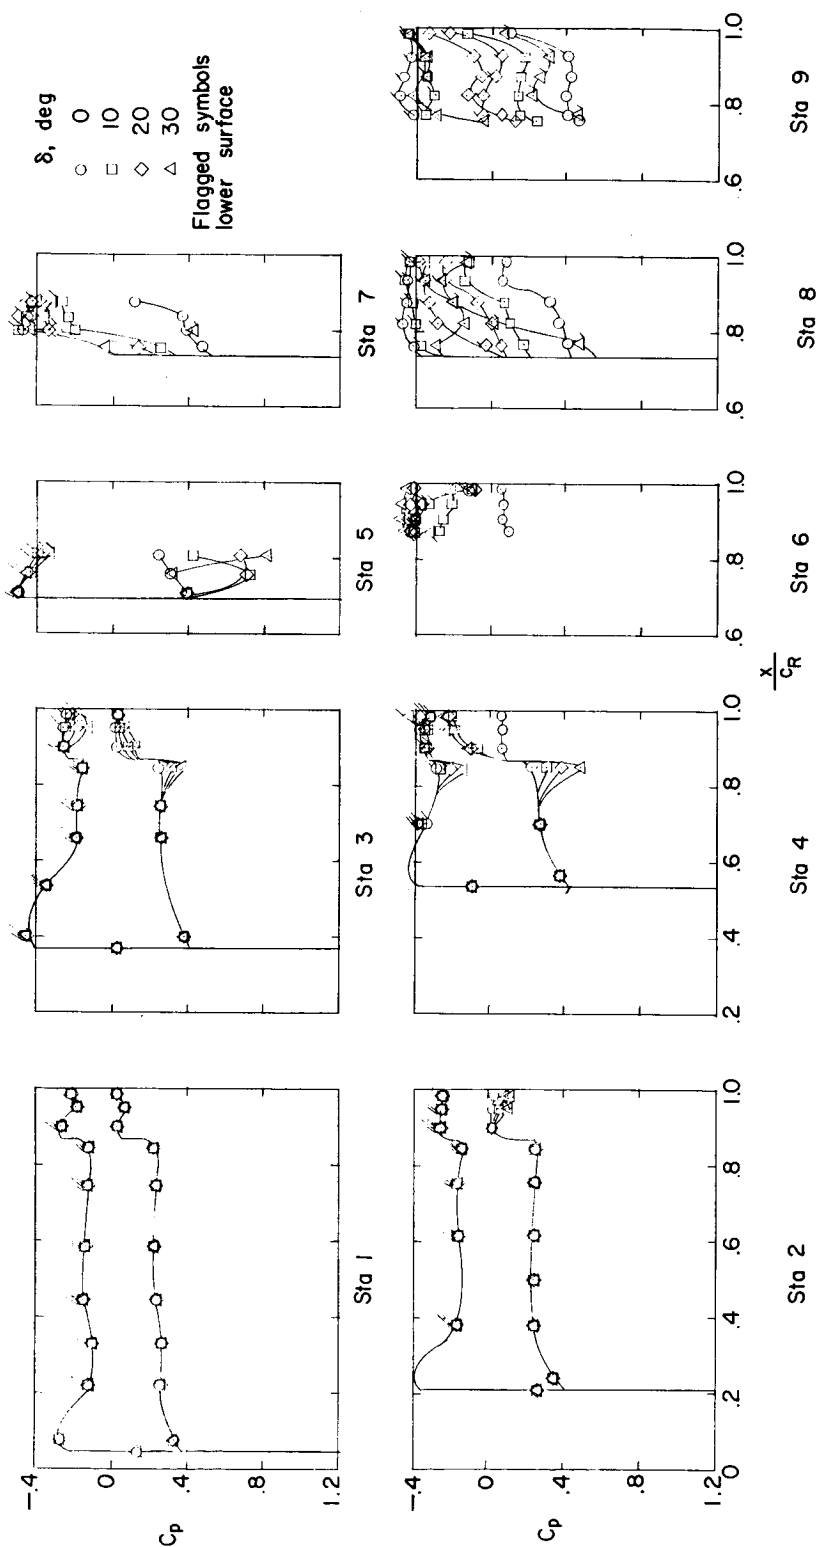 δ, deg
○ 0
□ 10
◇ 20
△ 30
Flagged symbols
lower surface
-.4
0
.4
.8
1.2
Cp
Sta 1
Sta 3
Sta 5
Sta 7
-.4
0
.4
.8
1.2
Cp
0
.2
.4
.6
.8
1.0
Sta 2
.2
.4
.6
.8
1.0
Sta 4
x
cR
.6
.8
1.0
Sta 6
.6
.8
1.0
Sta 8
.6
.8
1.0
Sta 9